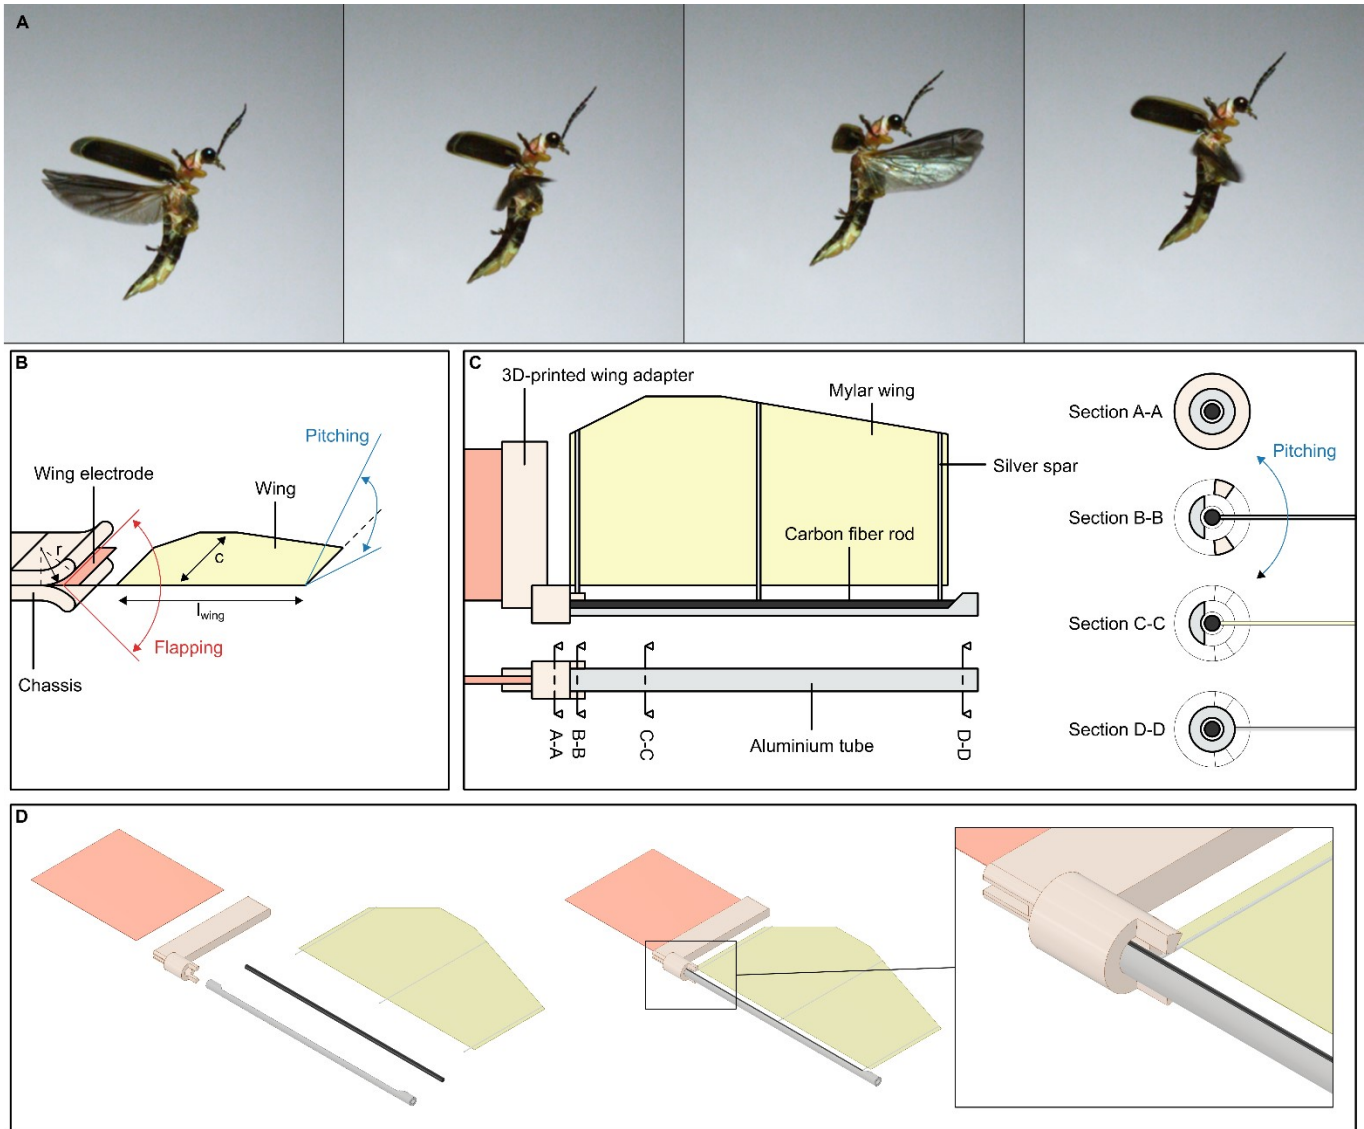 A
B
Pitching
Wing electrode
Wing
r
c
lwing
Flapping
Chassis
C
3D-printed wing adapter
Mylar wing
Silver spar
Carbon fiber rod
Aluminium tube
A-A
B-B
C-C
D-D
Section A-A
Pitching
Section B-B
Section C-C
Section D-D
D